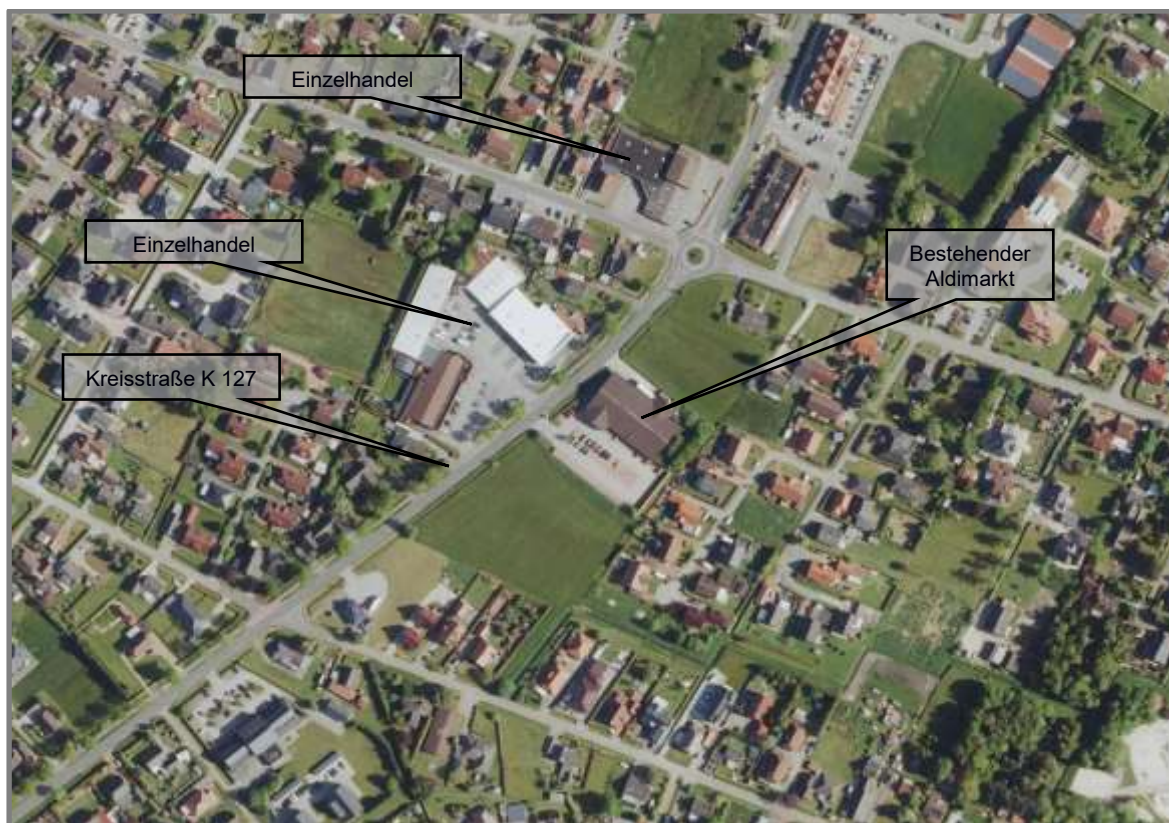 Einzelhandel
Einzelhandel
Bestehender
Aldimarkt
Kreisstraße K 127